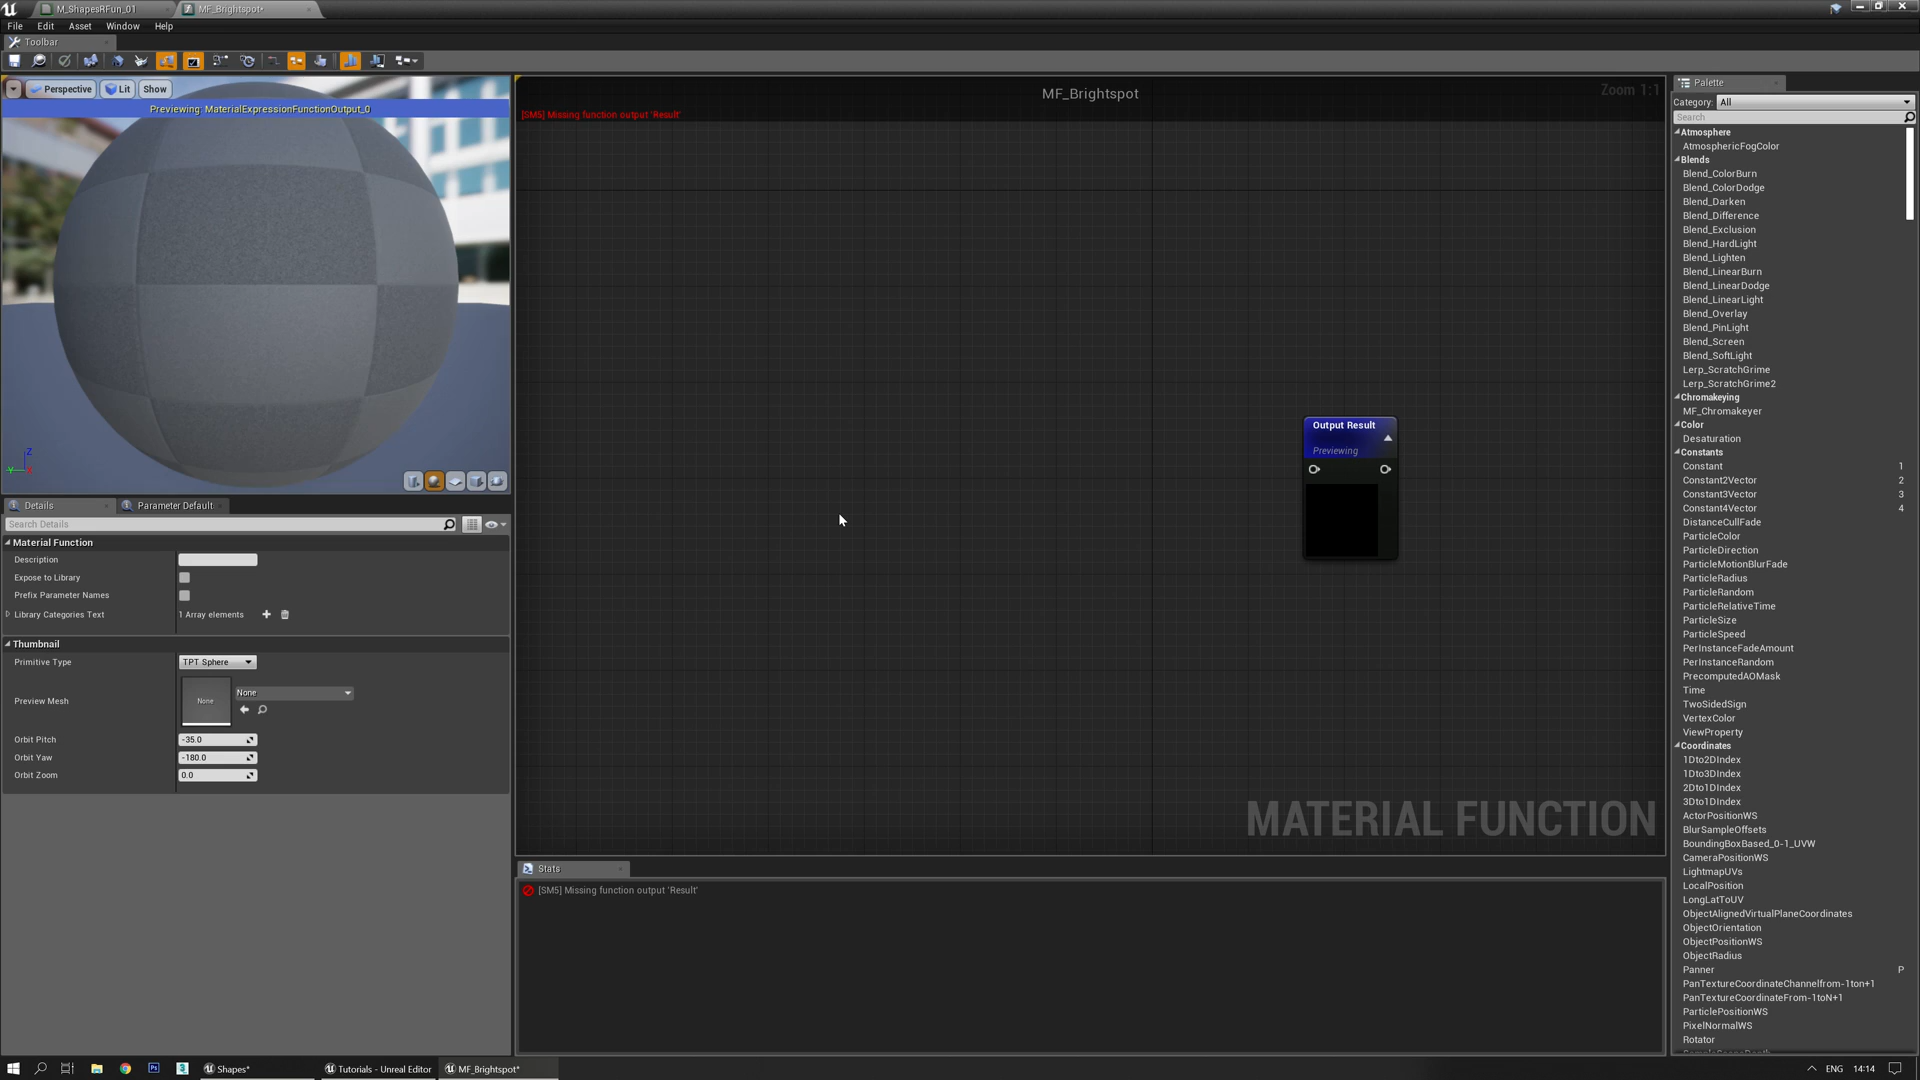 M_ShapesRFun_01
MF_Brightspot*
File Edit Asset Window Help
Toolbar
Perspective Lit Show
Previewing: MaterialExpressionFunctionOutput_0
Z
Y X
Details
Parameter Default
Search Details
Material Function
Description
Expose to Library
Prefix Parameter Names
Library Categories Text 1 Array elements
Thumbnail
Primitive Type TPT Sphere
Preview Mesh None None
Orbit Pitch -35.0
Orbit Yaw -180.0
Orbit Zoom 0.0
MF_Brightspot
Zoom 1:1
[SM5] Missing function output 'Result'
Output Result
Previewing
MATERIAL FUNCTION
Stats
[SM5] Missing function output 'Result'
Palette
Category: All
Search
Atmosphere
AtmosphericFogColor
Blends
Blend_ColorBurn
Blend_ColorDodge
Blend_Darken
Blend_Difference
Blend_Exclusion
Blend_HardLight
Blend_Lighten
Blend_LinearBurn
Blend_LinearDodge
Blend_LinearLight
Blend_Overlay
Blend_PinLight
Blend_Screen
Blend_SoftLight
Lerp_ScratchGrime
Lerp_ScratchGrime2
Chromakeying
MF_Chromakeyer
Color
Desaturation
Constants
Constant 1
Constant2Vector 2
Constant3Vector 3
Constant4Vector 4
DistanceCullFade
ParticleColor
ParticleDirection
ParticleMotionBlurFade
ParticleRadius
ParticleRandom
ParticleRelativeTime
ParticleSize
ParticleSpeed
PerInstanceFadeAmount
PerInstanceRandom
PrecomputedAOMask
Time
TwoSidedSign
VertexColor
ViewProperty
Coordinates
1Dto2DIndex
1Dto3DIndex
2Dto1DIndex
3Dto1DIndex
ActorPositionWS
BlurSampleOffsets
BoundingBoxBased_0-1_UVW
CameraPositionWS
LightmapUVs
LocalPosition
LongLatToUV
ObjectAlignedVirtualPlaneCoordinates
ObjectOrientation
ObjectPositionWS
ObjectRadius
Panner P
PanTextureCoordinateChannelfrom-1ton+1
PanTextureCoordinateFrom-1toN+1
ParticlePositionWS
PixelNormalWS
Rotator
Shapes*
Tutorials - Unreal Editor
MF_Brightspot*
ENG 14:14